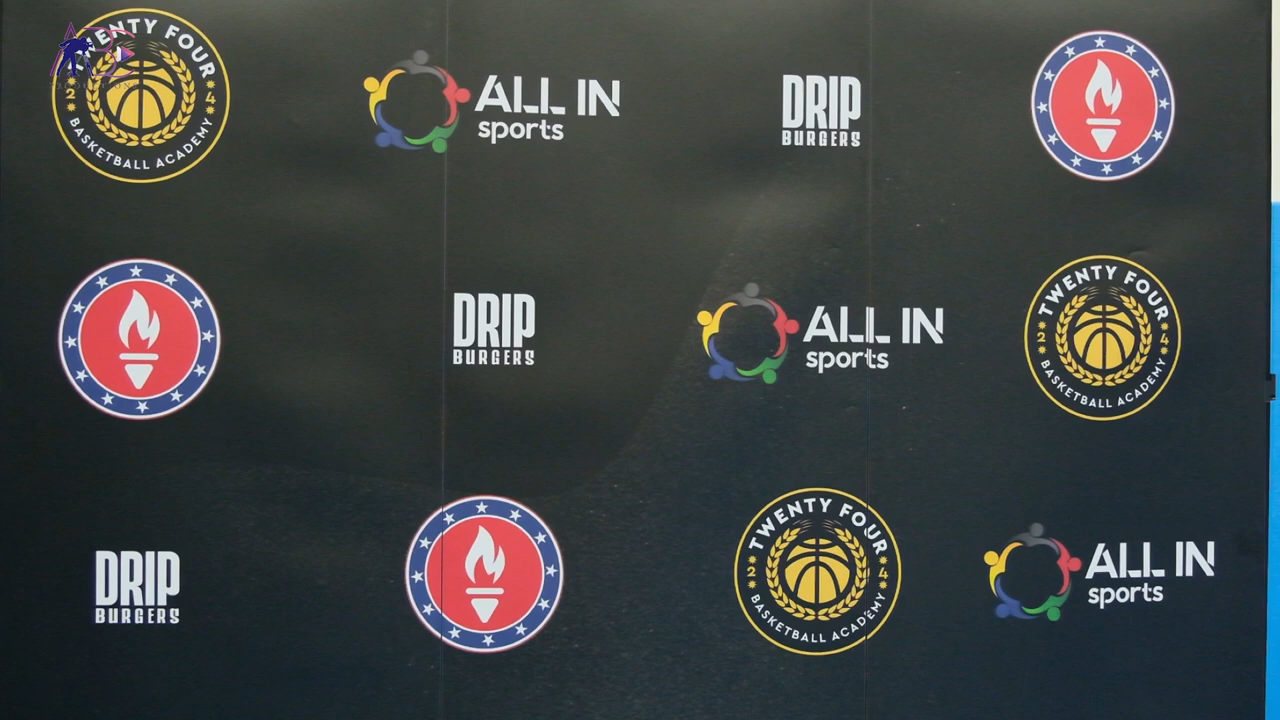 TWENTY FOUR
2 4
BASKETBALL ACADEMY
ALL IN
sports
DRIP
BURGERS
DRIP
BURGERS
ALL IN
sports
TWENTY FOUR
2 4
BASKETBALL ACADEMY
DRIP
BURGERS
TWENTY FOUR
2 4
BASKETBALL ACADEMY
ALL IN
sports